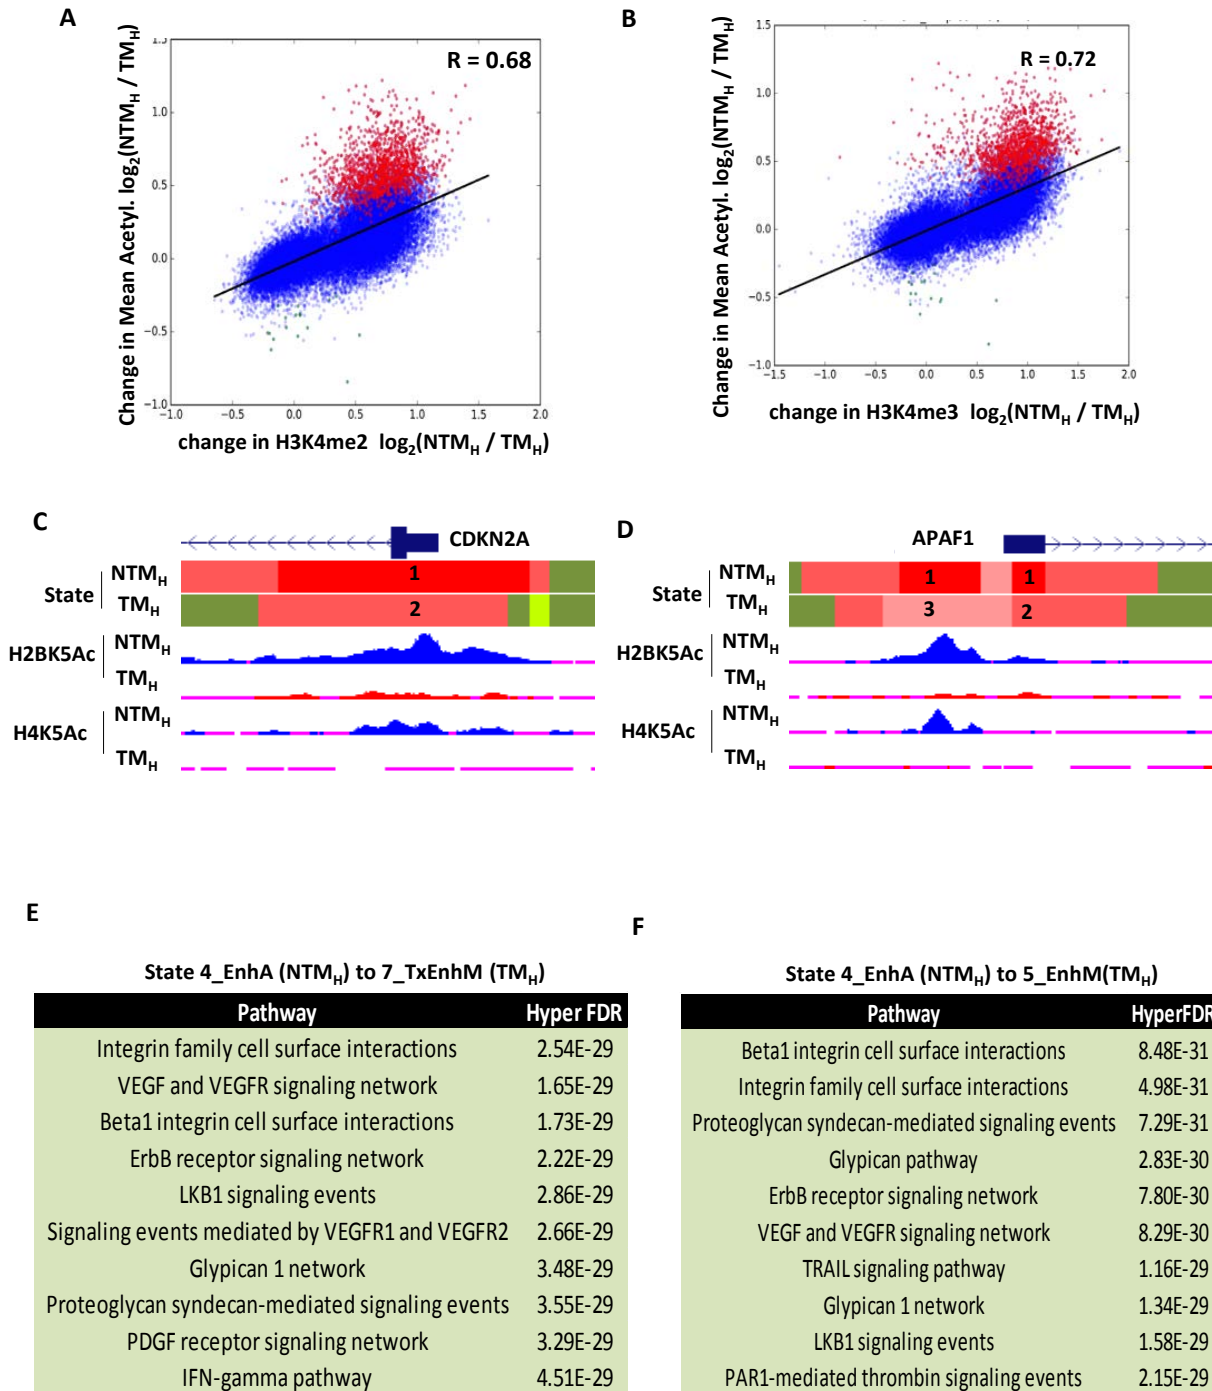 A
R = 0.68
Change in Mean Acetyl. log2(NTMH / TMH)
1.5
1.0
0.5
0.0
−0.5
−1.0
−1.0 −0.5 0.0 0.5 1.0 1.5 2.0
change in H3K4me2 log2(NTMH / TMH)
B
R = 0.72
Change in Mean Acetyl. log2(NTMH / TMH)
1.5
1.0
0.5
0.0
−0.5
−1.0
−1.5 −1.0 −0.5 0.0 0.5 1.0 1.5 2.0
change in H3K4me3 log2(NTMH / TMH)
C
CDKN2A
State
NTMH
1
TMH
2
H2BK5Ac
NTMH
TMH
H4K5Ac
NTMH
TMH
D
APAF1
State
NTMH
1 1
TMH
3 2
H2BK5Ac
NTMH
TMH
H4K5Ac
NTMH
TMH
E
State 4_EnhA (NTMH) to 7_TxEnhM (TMH)
Pathway Hyper FDR
Integrin family cell surface interactions 2.54E-29
VEGF and VEGFR signaling network 1.65E-29
Beta1 integrin cell surface interactions 1.73E-29
ErbB receptor signaling network 2.22E-29
LKB1 signaling events 2.86E-29
Signaling events mediated by VEGFR1 and VEGFR2 2.66E-29
Glypican 1 network 3.48E-29
Proteoglycan syndecan-mediated signaling events 3.55E-29
PDGF receptor signaling network 3.29E-29
IFN-gamma pathway 4.51E-29
F
State 4_EnhA (NTMH) to 5_EnhM(TMH)
Pathway HyperFDR
Beta1 integrin cell surface interactions 8.48E-31
Integrin family cell surface interactions 4.98E-31
Proteoglycan syndecan-mediated signaling events 7.29E-31
Glypican pathway 2.83E-30
ErbB receptor signaling network 7.80E-30
VEGF and VEGFR signaling network 8.29E-30
TRAIL signaling pathway 1.16E-29
Glypican 1 network 1.34E-29
LKB1 signaling events 1.58E-29
PAR1-mediated thrombin signaling events 2.15E-29